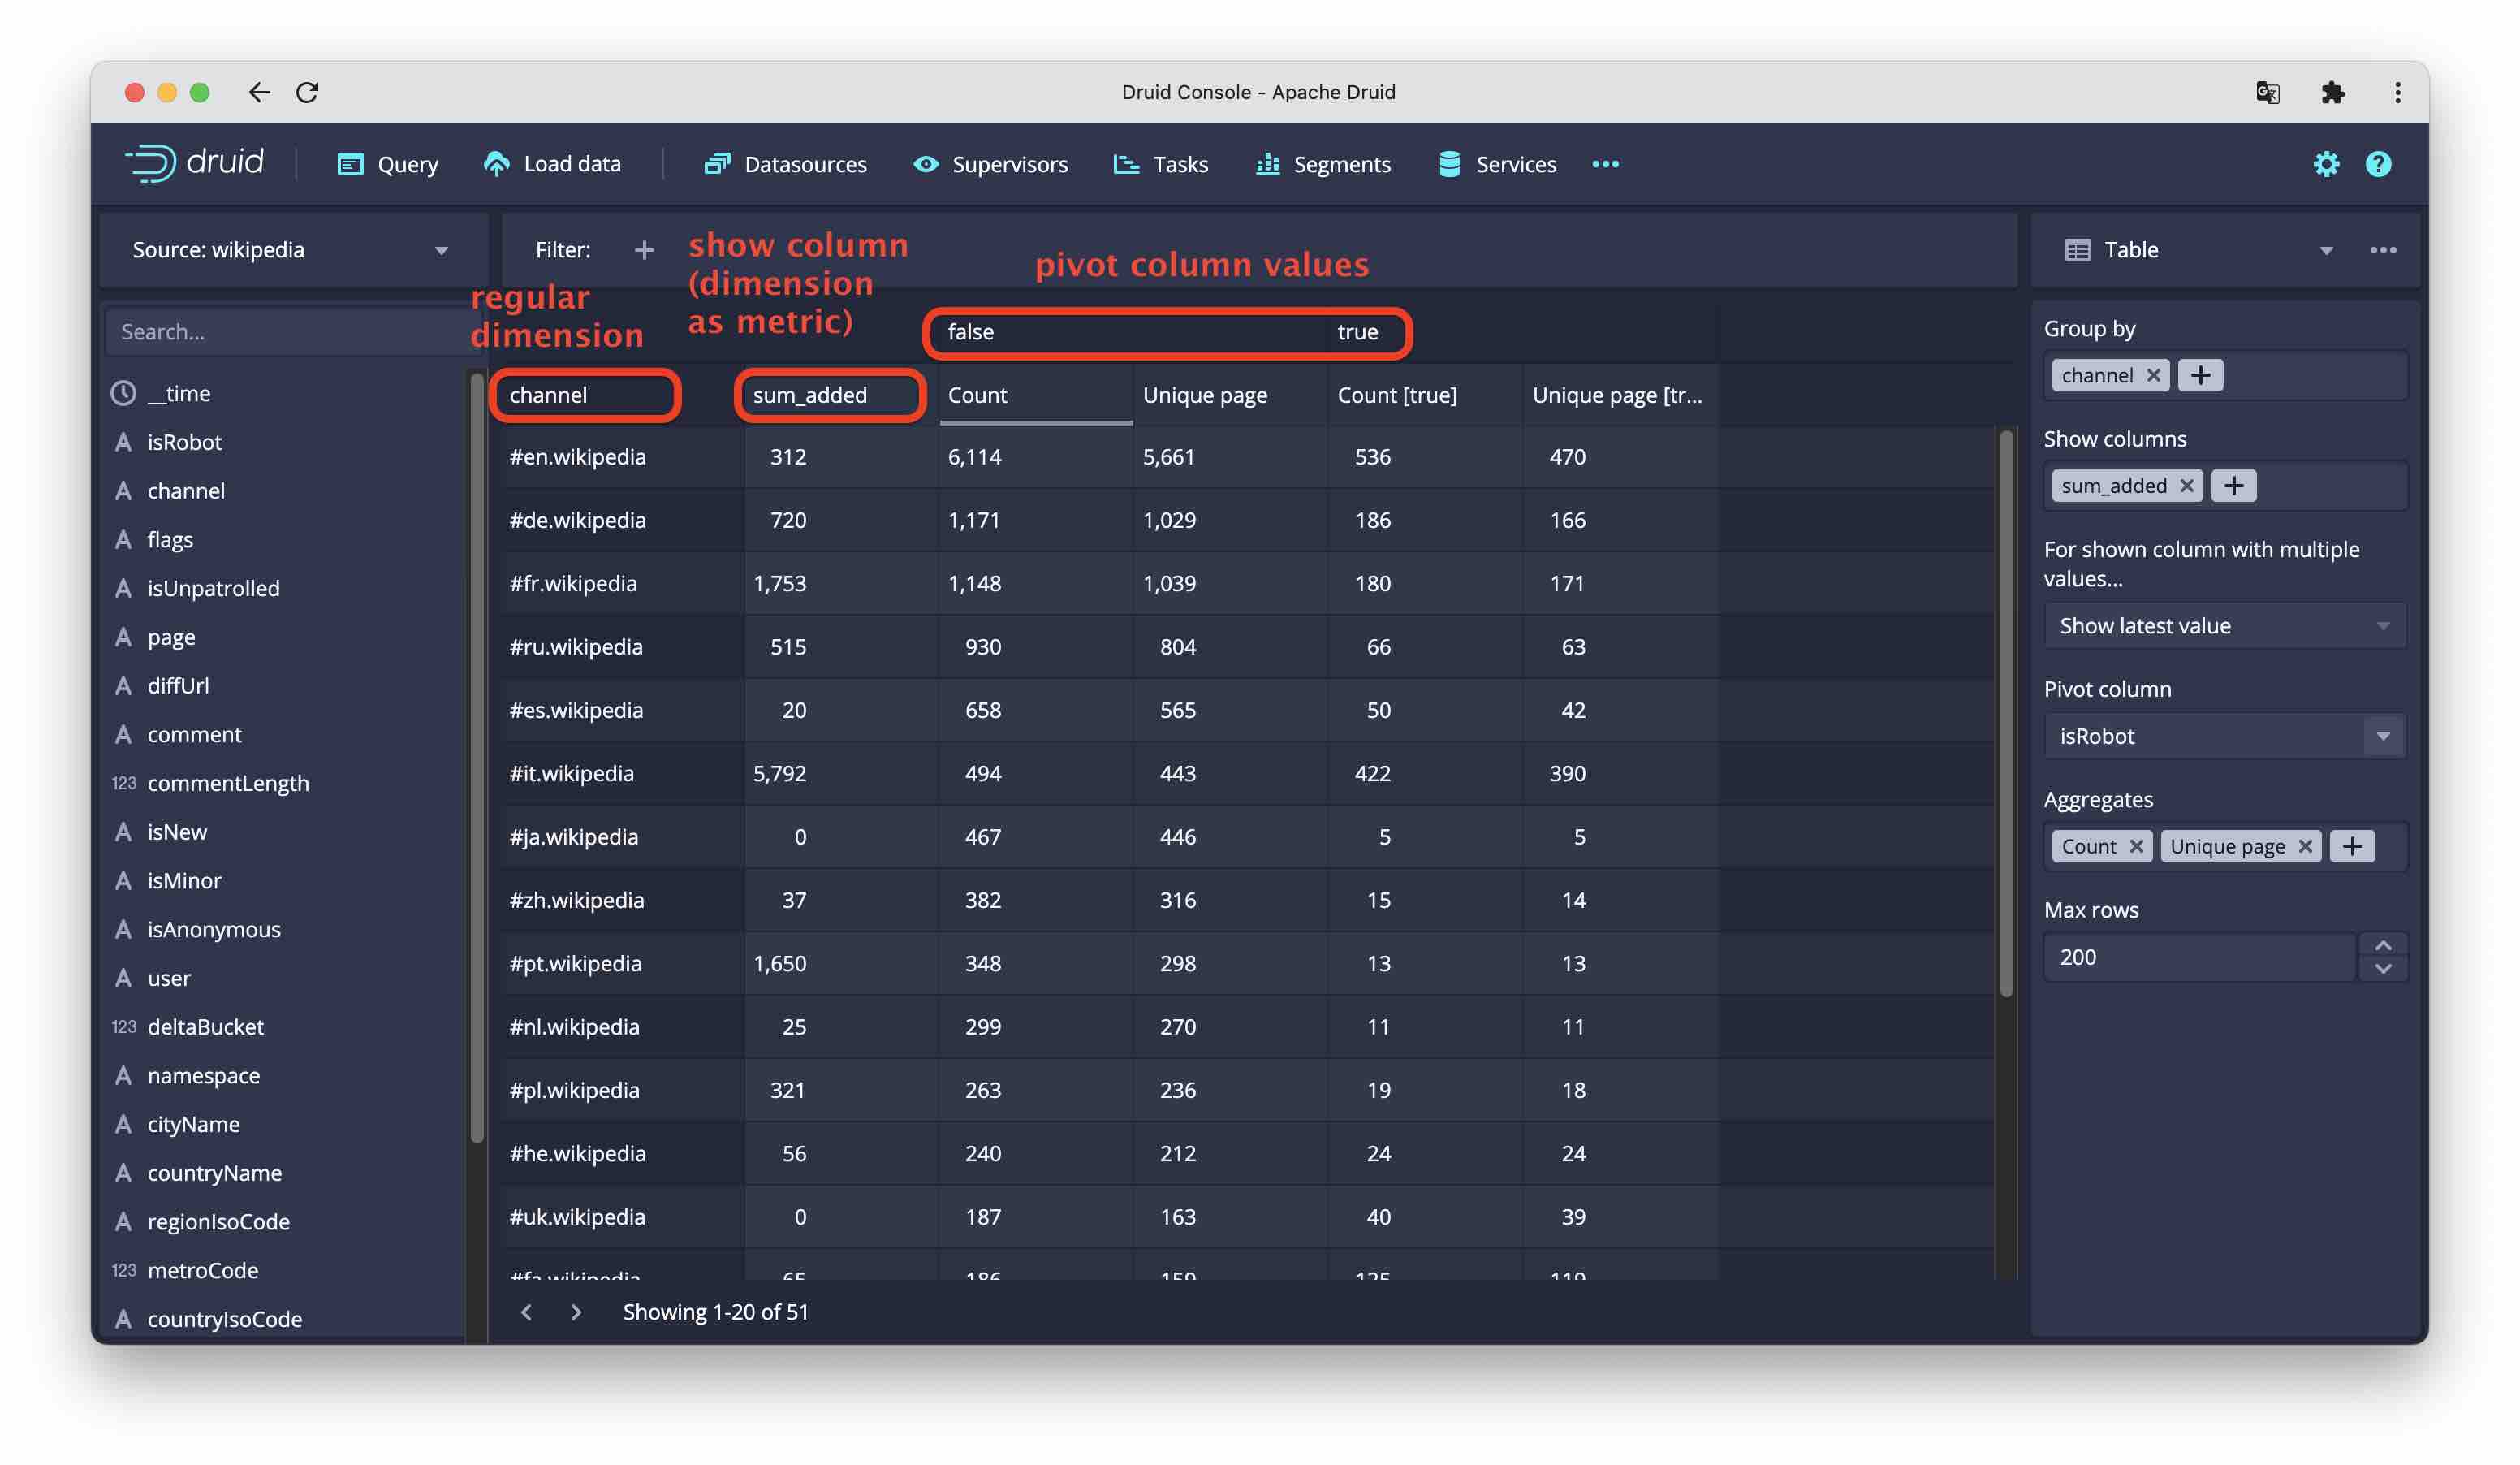 Druid Console - Apache Druid
druid
Query
Load data
Datasources
Supervisors
Tasks
Segments
Services
Source: wikipedia
Filter:
show column
(dimension
as metric)
pivot column values
Table
regular
dimension
Search...
false true
channel sum_added Count Unique page Count [true] Unique page [tr...
#en.wikipedia 312 6,114 5,661 536 470
#de.wikipedia 720 1,171 1,029 186 166
#fr.wikipedia 1,753 1,148 1,039 180 171
#ru.wikipedia 515 930 804 66 63
#es.wikipedia 20 658 565 50 42
#it.wikipedia 5,792 494 443 422 390
#ja.wikipedia 0 467 446 5 5
#zh.wikipedia 37 382 316 15 14
#pt.wikipedia 1,650 348 298 13 13
#nl.wikipedia 25 299 270 11 11
#pl.wikipedia 321 263 236 19 18
#he.wikipedia 56 240 212 24 24
#uk.wikipedia 0 187 163 40 39
#fa.wikipedia 65 186 159 125 119
Showing 1-20 of 51
__time
A isRobot
A channel
A flags
A isUnpatrolled
A page
A diffUrl
A comment
123 commentLength
A isNew
A isMinor
A isAnonymous
A user
123 deltaBucket
A namespace
A cityName
A countryName
A regionIsoCode
123 metroCode
A countryIsoCode
Group by
channel
Show columns
sum_added
For shown column with multiple
values...
Show latest value
Pivot column
isRobot
Aggregates
Count Unique page
Max rows
200